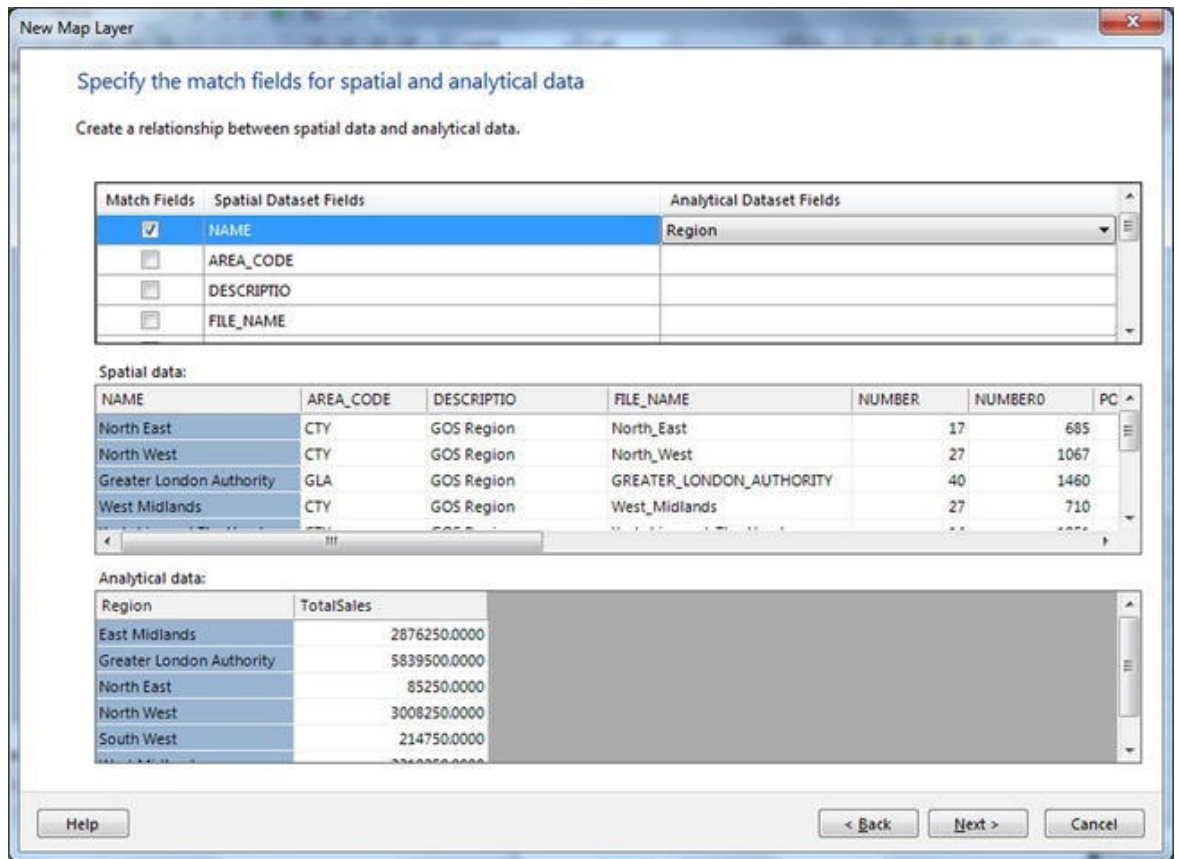 New Map Layer
Specify the match fields for spatial and analytical data
Create a relationship between spatial data and analytical data.
Match Fields Spatial Dataset Fields Analytical Dataset Fields
NAME Region
AREA_CODE
DESCRIPTIO
FILE_NAME
Spatial data:
NAME AREA_CODE DESCRIPTIO FILE_NAME NUMBER NUMBER0 PC
North East CTY GOS Region North_East 17 685
North West CTY GOS Region North_West 27 1067
Greater London Authority GLA GOS Region GREATER_LONDON_AUTHORITY 40 1460
West Midlands CTY GOS Region West_Midlands 27 710
Analytical data:
Region TotalSales
East Midlands 2876250.0000
Greater London Authority 5839500.0000
North East 85250.0000
North West 3008250.0000
South West 214750.0000
Help < Back Next > Cancel